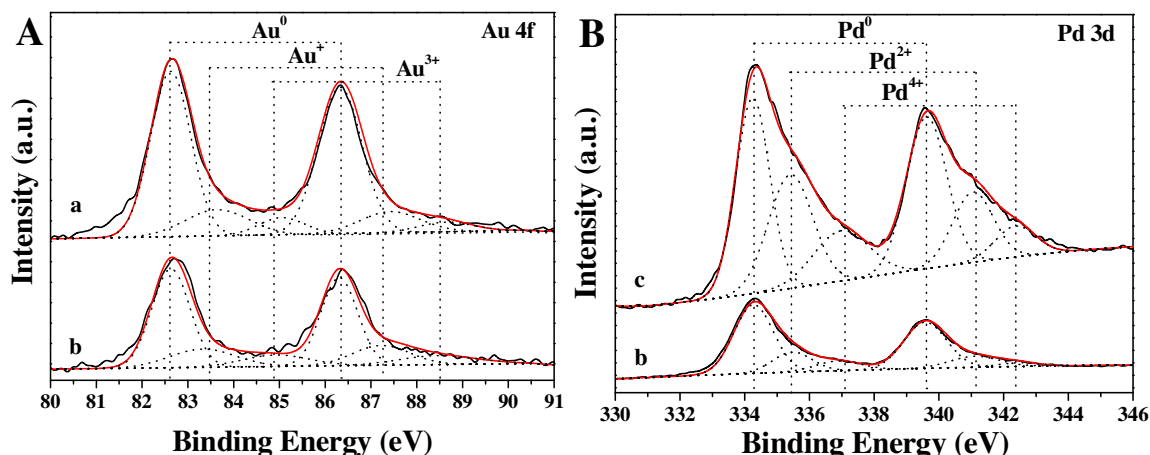 A
Au 4f
Au⁰
Au⁺
Au³⁺
a
b
Intensity (a.u.)
80 81 82 83 84 85 86 87 88 89 90 91
Binding Energy (eV)
B
Pd 3d
Pd⁰
Pd²⁺
Pd⁴⁺
c
b
Intensity (a.u.)
330 332 334 336 338 340 342 344 346
Binding Energy (eV)